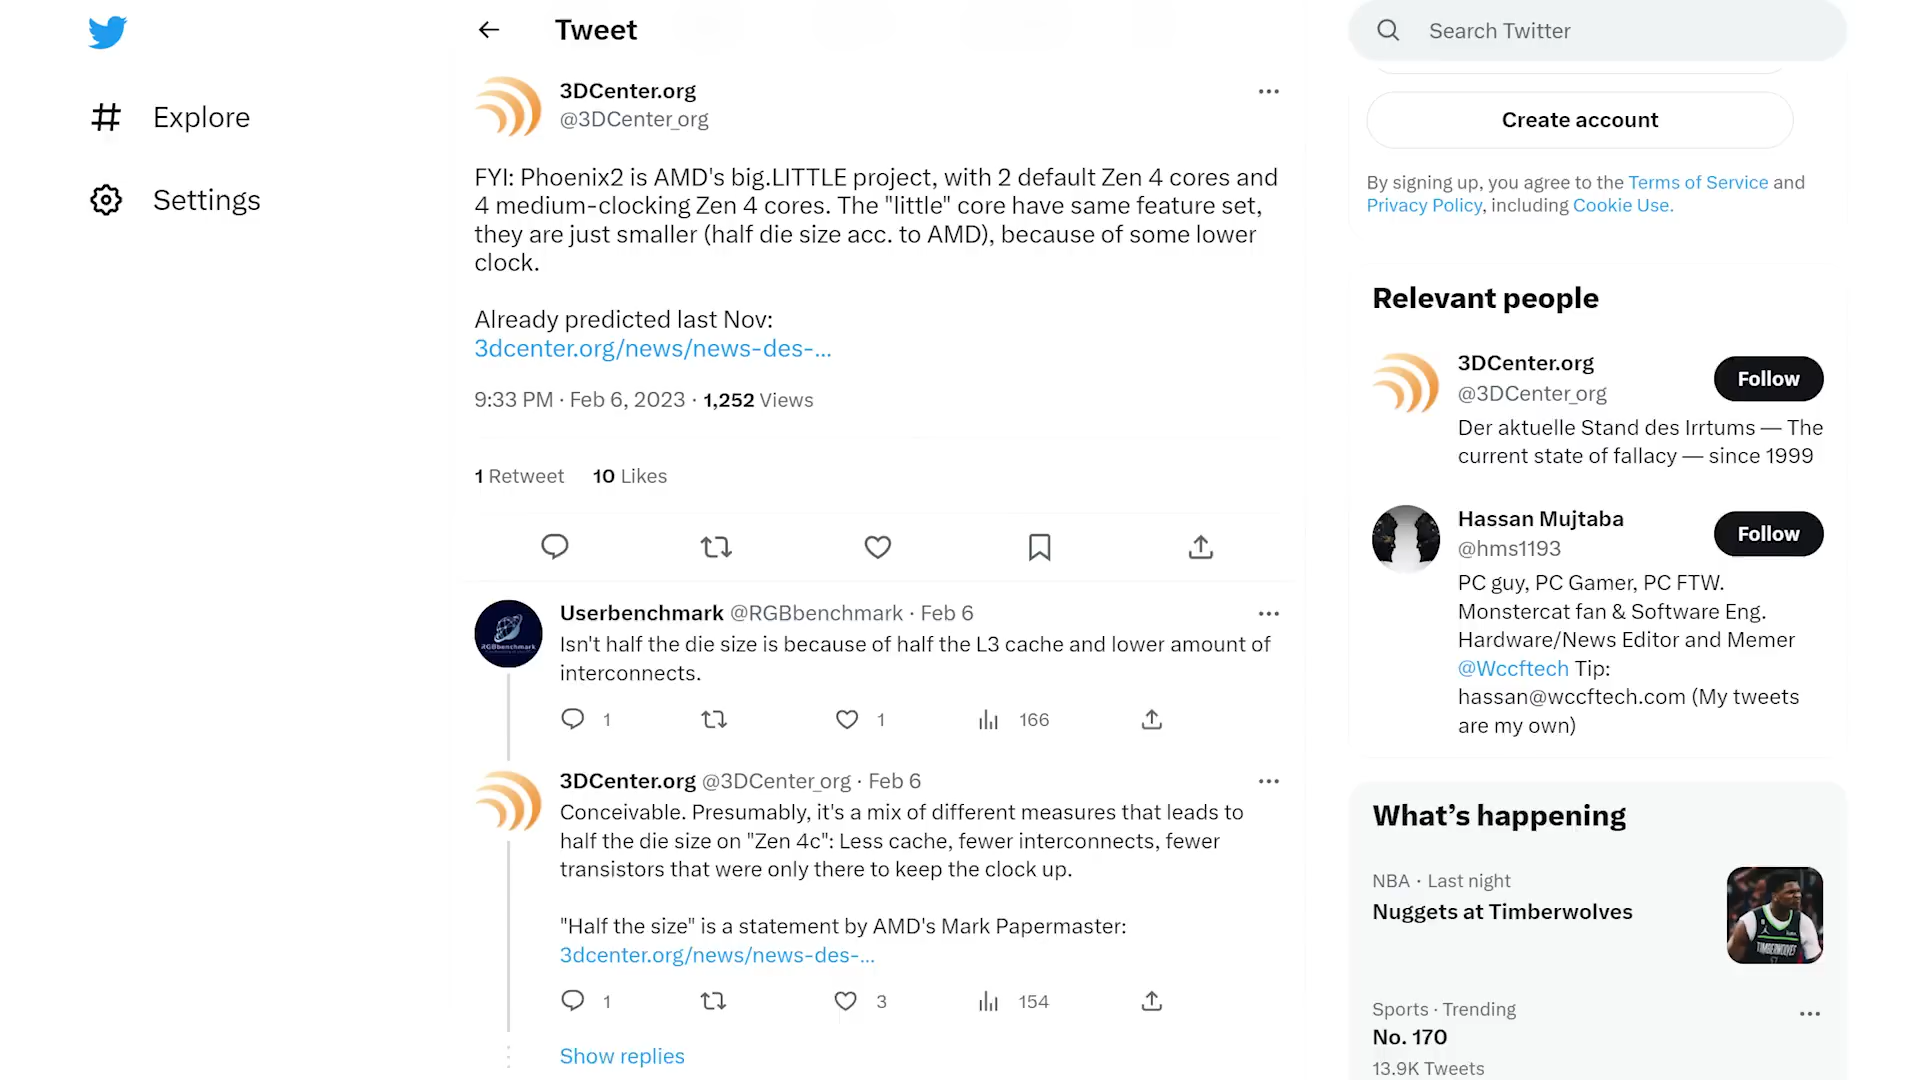 Explore
Settings
Tweet
3DCenter.org
@3DCenter_org
FYI: Phoenix2 is AMD's big.LITTLE project, with 2 default Zen 4 cores and
4 medium-clocking Zen 4 cores. The "little" core have same feature set,
they are just smaller (half die size acc. to AMD), because of some lower
clock.
Already predicted last Nov:
3dcenter.org/news/news-des-...
9:33 PM · Feb 6, 2023 · 1,252 Views
1 Retweet 10 Likes
Userbenchmark @RGBbenchmark · Feb 6
Isn't half the die size is because of half the L3 cache and lower amount of
interconnects.
1 1 166
3DCenter.org @3DCenter_org · Feb 6
Conceivable. Presumably, it's a mix of different measures that leads to
half the die size on "Zen 4c": Less cache, fewer interconnects, fewer
transistors that were only there to keep the clock up.
"Half the size" is a statement by AMD's Mark Papermaster:
3dcenter.org/news/news-des-...
1 3 154
Show replies
Search Twitter
Create account
By signing up, you agree to the Terms of Service and
Privacy Policy, including Cookie Use.
Relevant people
3DCenter.org
@3DCenter_org
Follow
Der aktuelle Stand des Irrtums — The
current state of fallacy — since 1999
Hassan Mujtaba
@hms1193
Follow
PC guy, PC Gamer, PC FTW.
Monstercat fan & Software Eng.
Hardware/News Editor and Memer
@Wccftech Tip:
hassan@wccftech.com (My tweets
are my own)
What's happening
NBA · Last night
Nuggets at Timberwolves
Sports · Trending
No. 170
13.9K Tweets
RGBbenchmark
TIMBERWOLVES